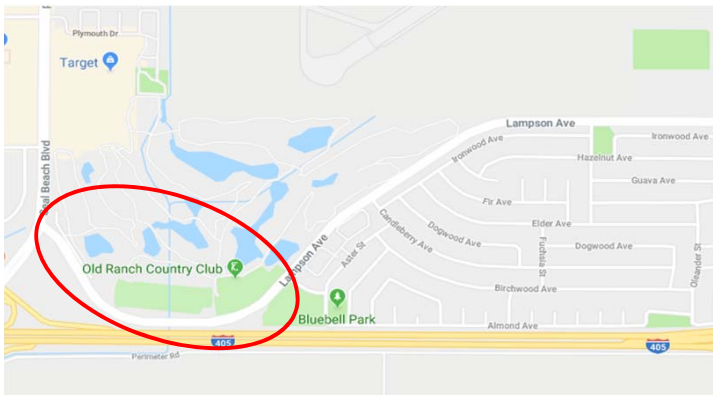 Plymouth Dr
Target
Seal Beach Blvd
Lampson Ave
Ironwood Ave
Ironwood Ave
Hazelnut Ave
Guava Ave
Fir Ave
Elder Ave
Candleberry Ave
Dogwood Ave
Dogwood Ave
Fuchsia St
Oleander St
Aster St
Lampson Ave
Old Ranch Country Club
Birchwood Ave
Bluebell Park
Almond Ave
405
405
Perimeter Rd